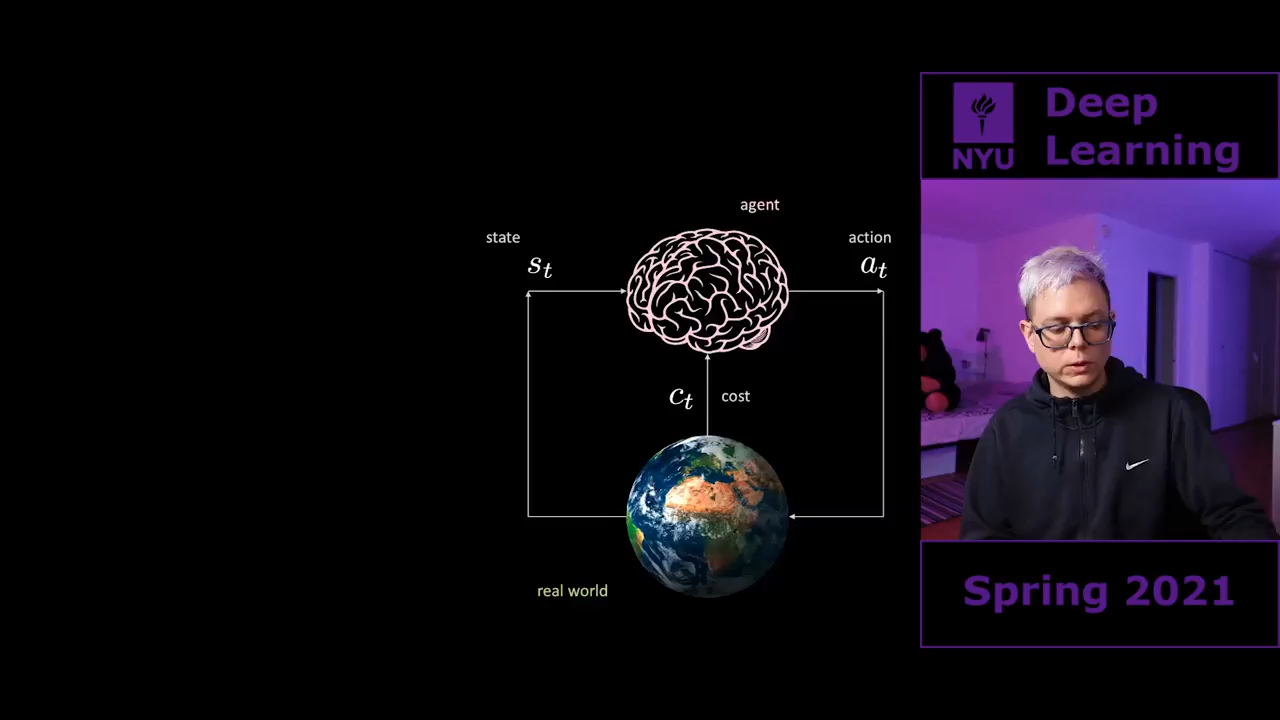 agent
state
action
s_t
a_t
c_t
cost
real world
NYU
Deep
Learning
Spring 2021